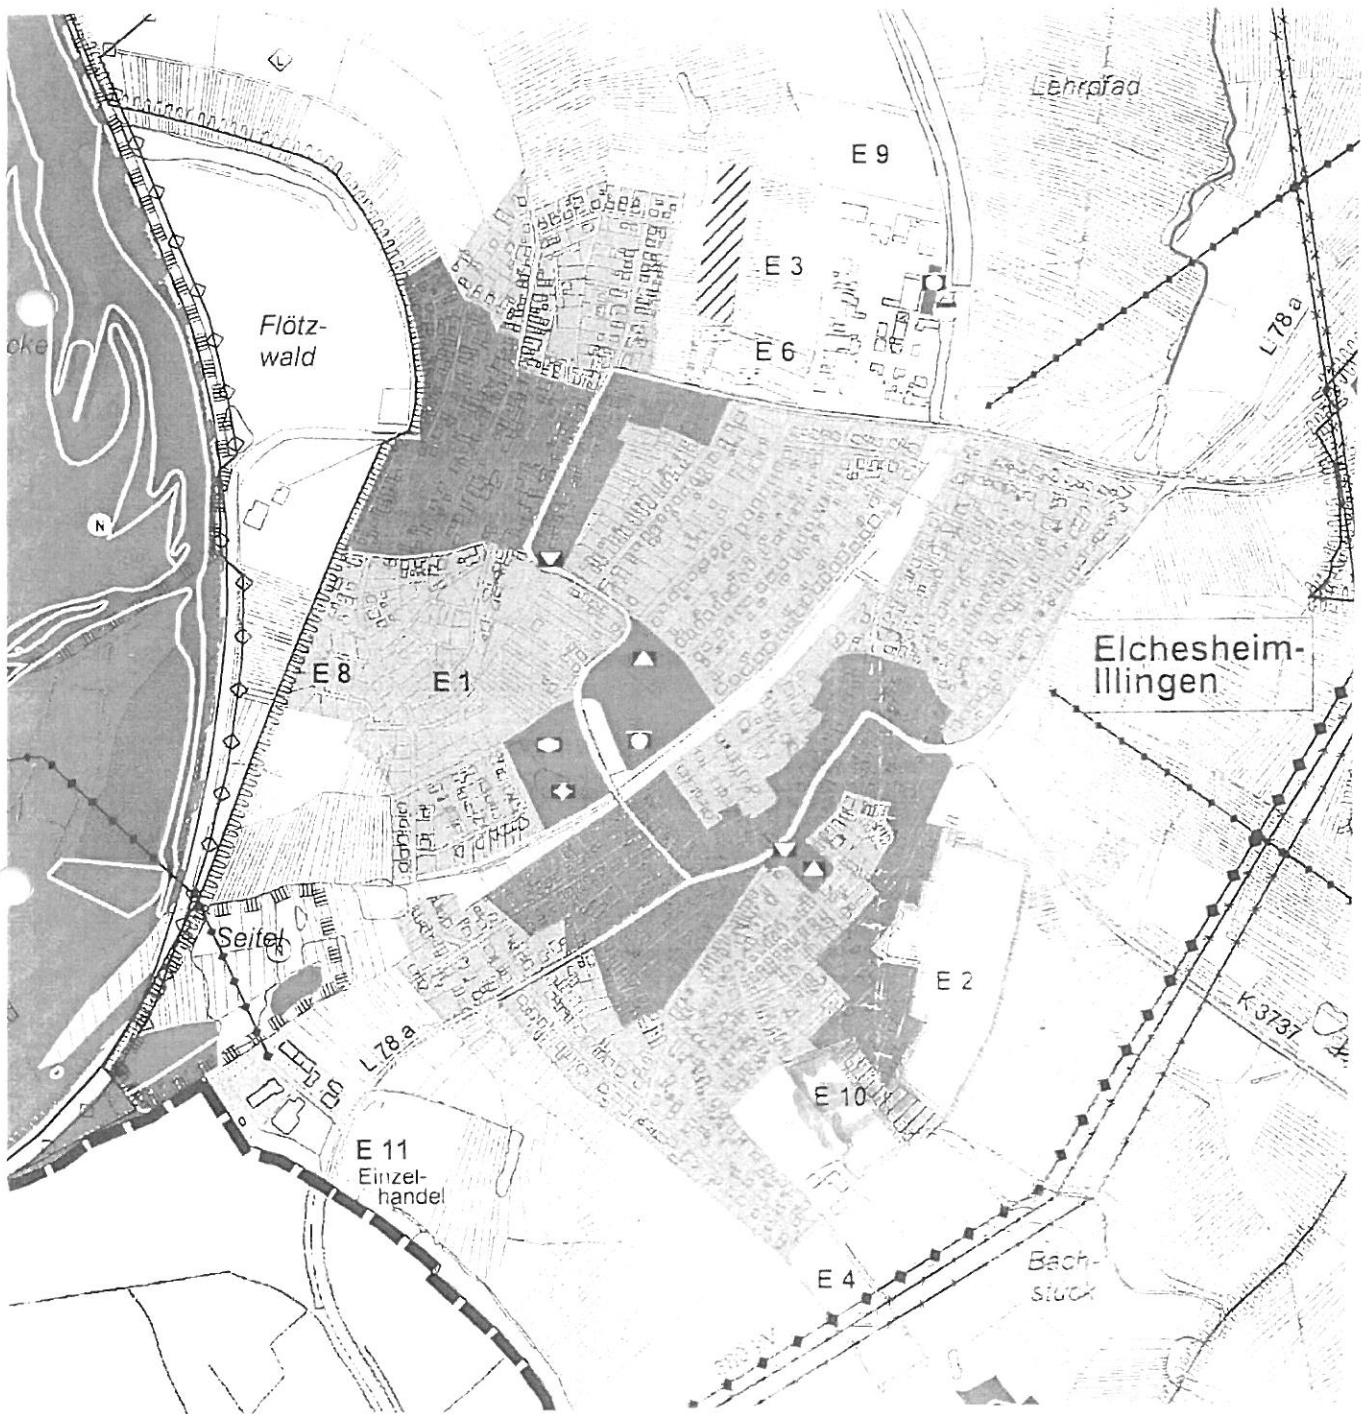 L
Lehrpfad
E 9
E 3
L 78 a
Flötz-
wald
E 6
N
Elchesheim-
Illingen
E 8
E 1
Seitel
N
E 2
K 3737
L 78 a
E 10
E 11
Einzel-
handel
E 4
Bach-
stück